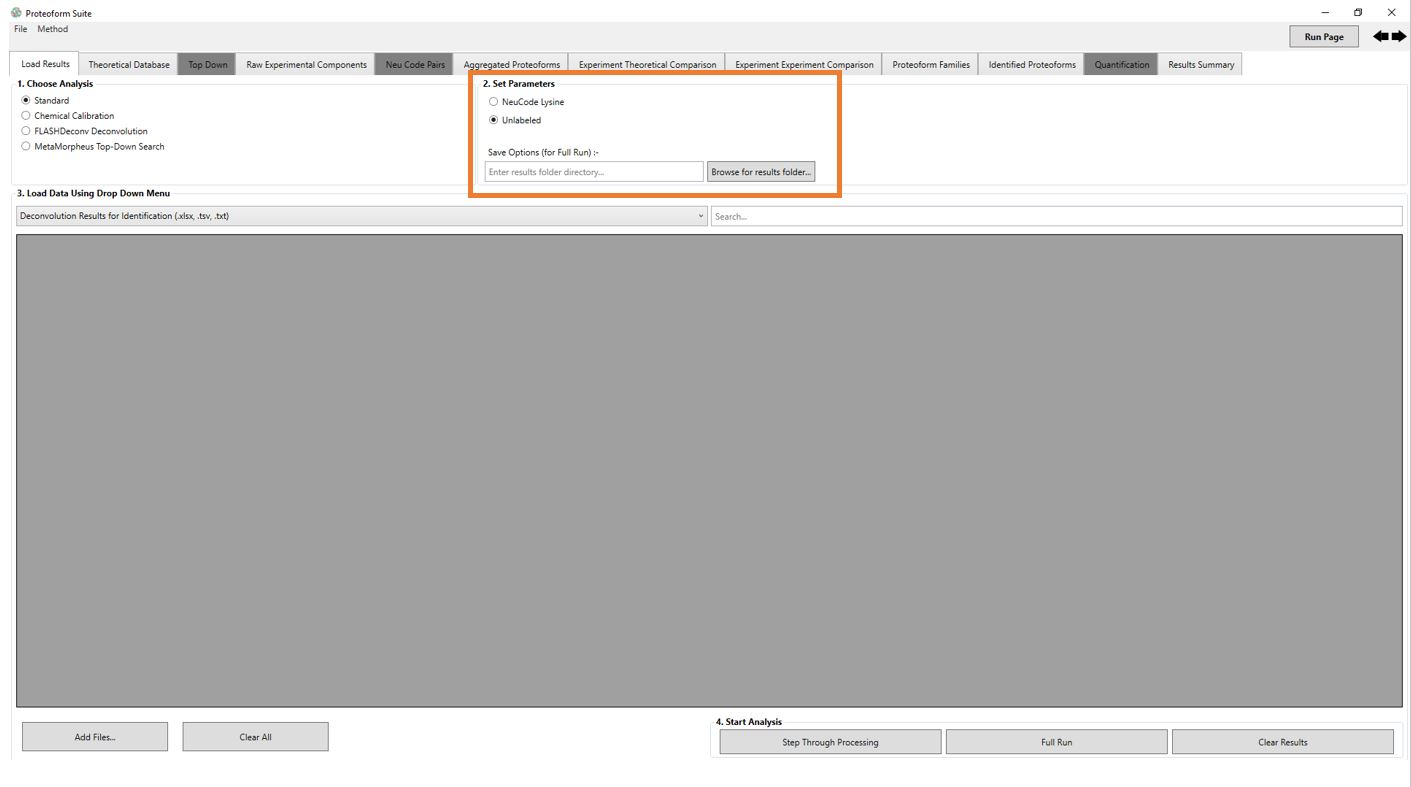 Proteoform Suite
File Method
Run Page
Load Results Theoretical Database Top Down Raw Experimental Components Neu Code Pairs Aggregated Proteoforms Experiment Theoretical Comparison Experiment Experiment Comparison Proteoform Families Identified Proteoforms Quantification Results Summary
1. Choose Analysis
Standard
Chemical Calibration
FLASHDeconv Deconvolution
MetaMorpheus Top-Down Search
2. Set Parameters
NeuCode Lysine
Unlabeled
Save Options (for Full Run) :-
Enter results folder directory... Browse for results folder...
3. Load Data Using Drop Down Menu
Deconvolution Results for Identification (.xlsx, .tsv, .txt) Search...
Add Files... Clear All
4. Start Analysis
Step Through Processing Full Run Clear Results